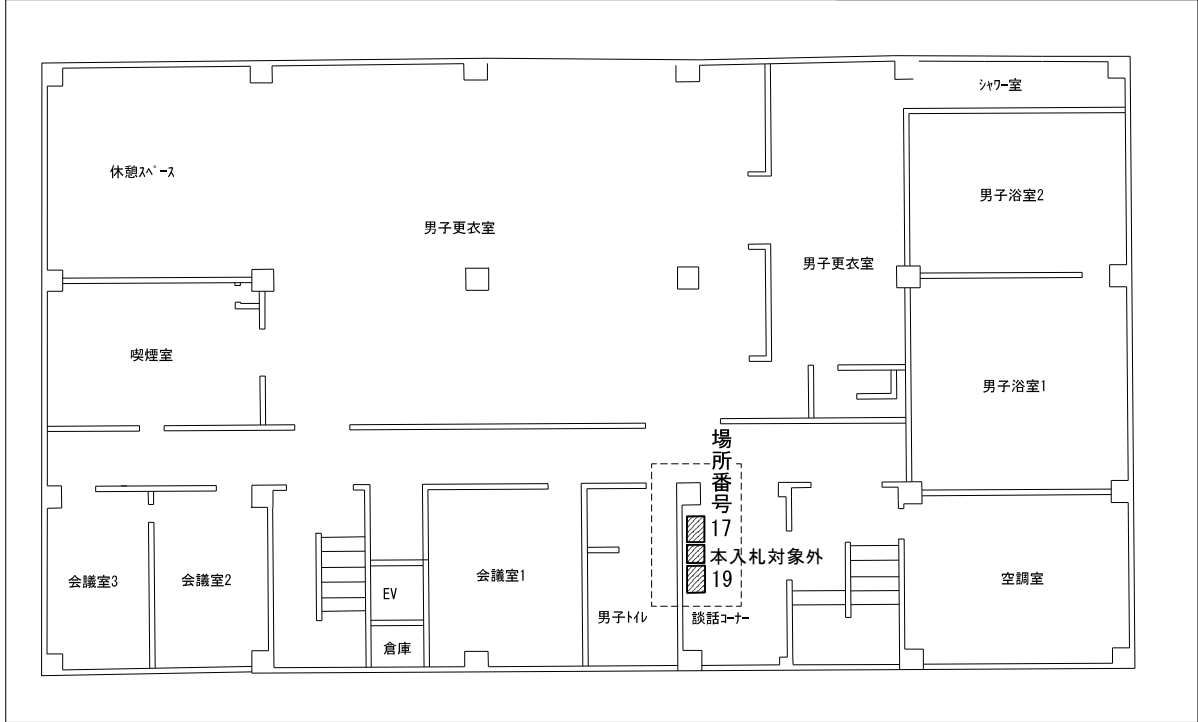 シャワー室
休憩スペース
男子浴室2
男子更衣室
男子更衣室
喫煙室
男子浴室1
場所番号
17
本入札対象外
19
会議室3
会議室2
会議室1
空調室
EV
男子トイレ
談話コーナー
倉庫